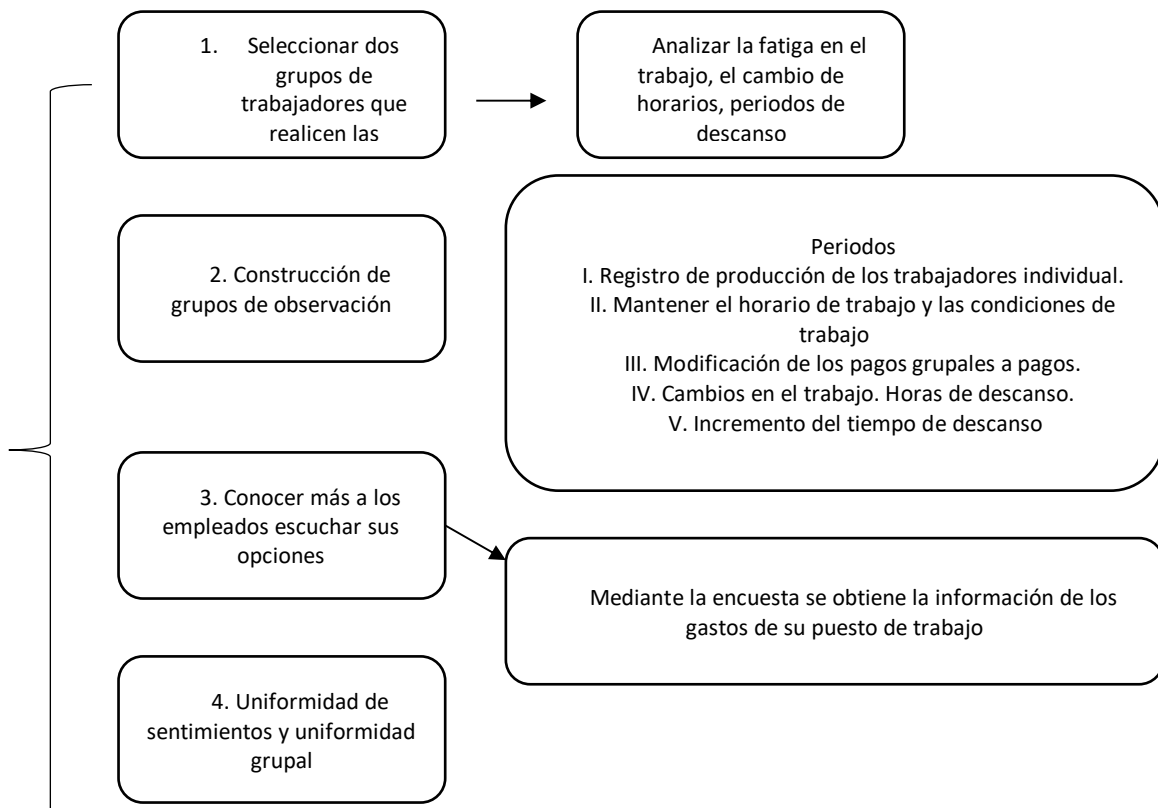 1. Seleccionar dos
grupos de
trabajadores que
realicen las
Analizar la fatiga en el
trabajo, el cambio de
horarios, periodos de
descanso
2. Construcción de
grupos de observación
Periodos
I. Registro de producción de los trabajadores individual.
II. Mantener el horario de trabajo y las condiciones de
trabajo
III. Modificación de los pagos grupales a pagos.
IV. Cambios en el trabajo. Horas de descanso.
V. Incremento del tiempo de descanso
3. Conocer más a los
empleados escuchar sus
opciones
Mediante la encuesta se obtiene la información de los
gastos de su puesto de trabajo
4. Uniformidad de
sentimientos y uniformidad
grupal